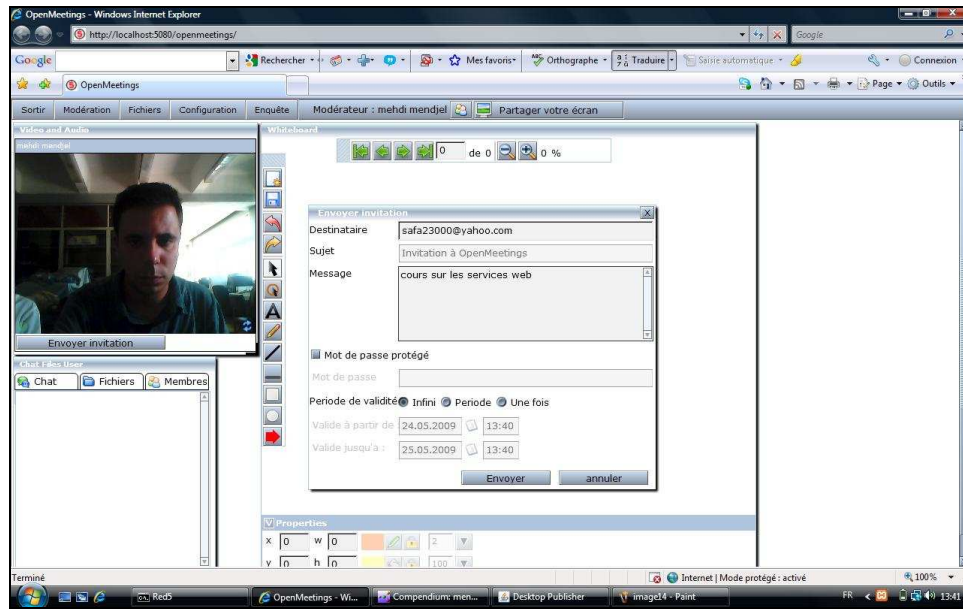 OpenMeetings - Windows Internet Explorer
http://localhost:5080/openmeetings/
Google
Google Rechercher Mes favoris Orthographe Traduire Saisie automatique Connexion
OpenMeetings Page Outils
Sortir Modération Fichiers Configuration Enquête Modérateur : mehdi mendjel Partager votre écran
Video and Audio
mehdi mendjel
Envoyer invitation
Chat Files User
Chat Fichiers Membres
Whiteboard
0 de 0 0 %
A
Envoyer invitation X
Destinataire safa23000@yahoo.com
Sujet Invitation à OpenMeetings
Message cours sur les services web
Mot de passe protégé
Mot de passe
Periode de validité Infini Periode Une fois
Valide à partir de 24.05.2009 13:40
Valide jusqu'a : 25.05.2009 13:40
Envoyer annuler
Properties
x 0 w 0 2
y 0 h 0 100
Terminé Internet | Mode protégé : activé 100%
Red5 OpenMeetings - Wi... Compendium: men... Desktop Publisher image14 - Paint FR 13:41